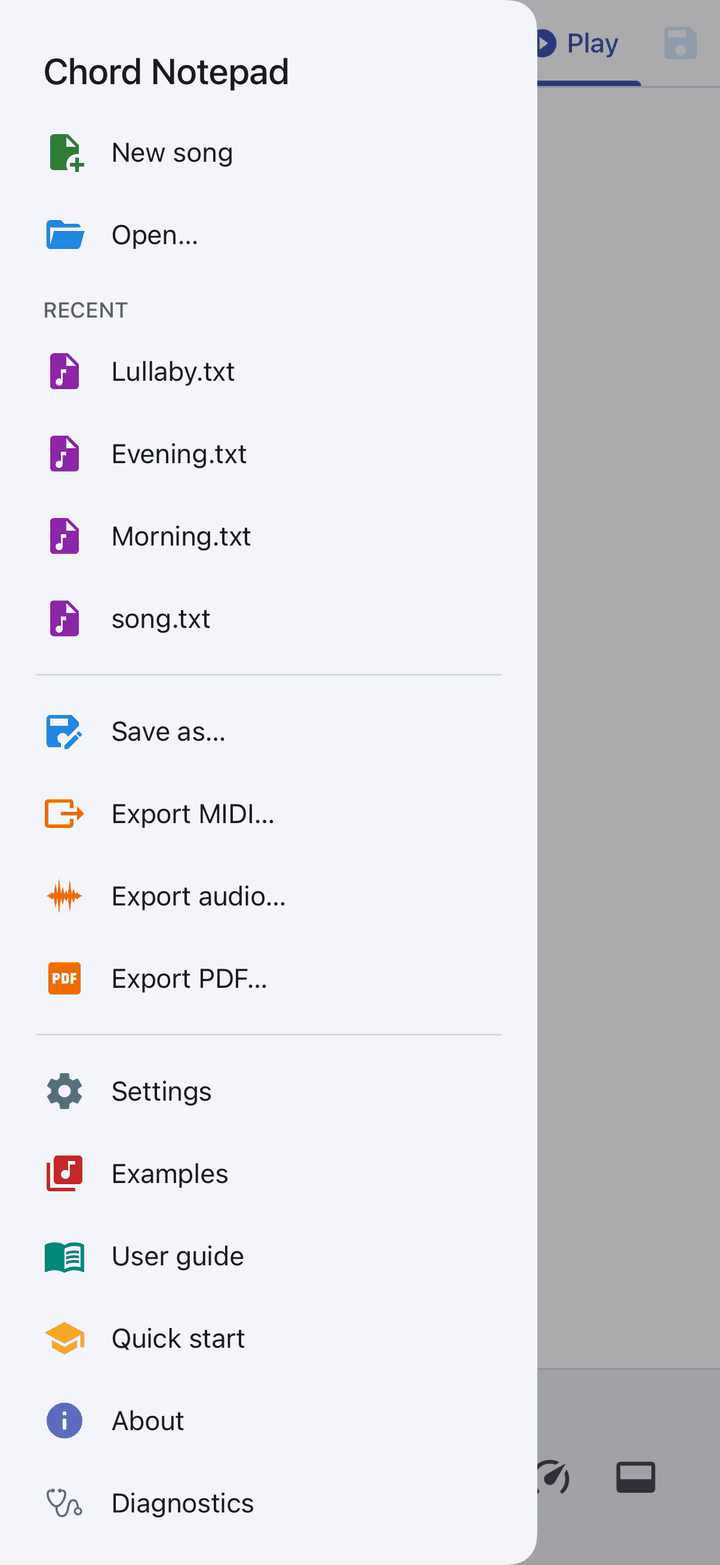 Chord Notepad
Play
New song
Open...
RECENT
Lullaby.txt
Evening.txt
Morning.txt
song.txt
Save as...
Export MIDI...
Export audio...
PDF
Export PDF...
Settings
Examples
User guide
Quick start
About
Diagnostics